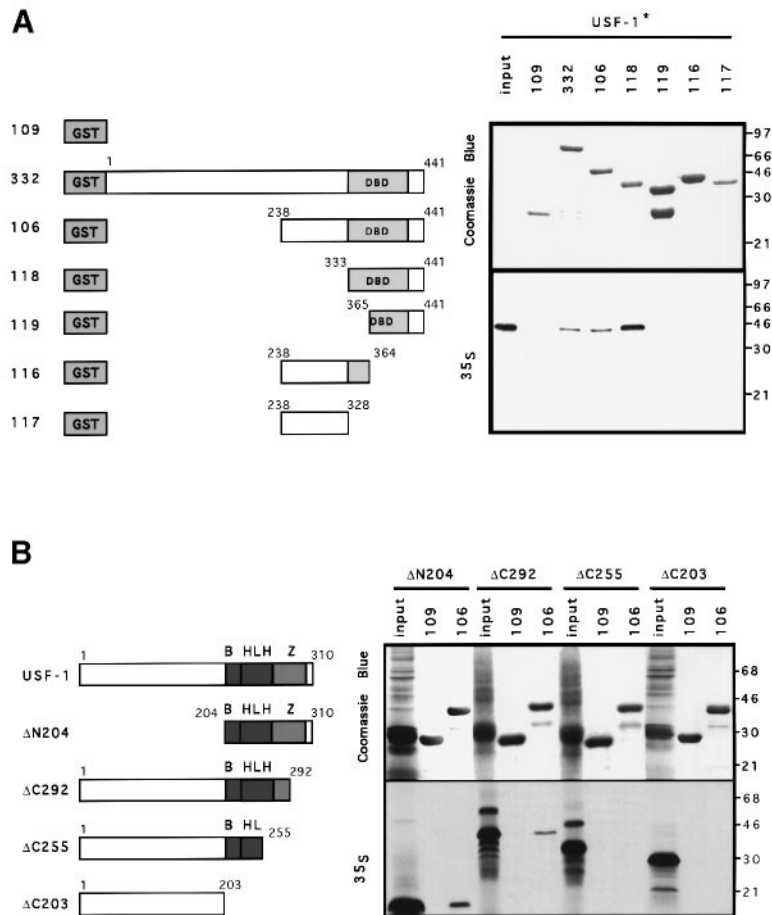 A
USF-1*
input 109 332 106 118 119 116 117
109 GST
1 441
332 GST DBD
238 441
106 GST DBD
333 441
118 GST DBD
365 441
119 GST DBD
238 364
116 GST
238 328
117 GST
Coomassie Blue
97
66
46
30
21
35S
97
66
46
30
21
B
ΔN204 ΔC292 ΔC255 ΔC203
input 109 106 input 109 106 input 109 106 input 109 106
1 B HLH Z 310
USF-1
204 B HLH Z 310
ΔN204
1 B HLH 292
ΔC292
1 B HL 255
ΔC255
1 203
ΔC203
Coomassie Blue
68
46
30
21
35S
68
46
30
21